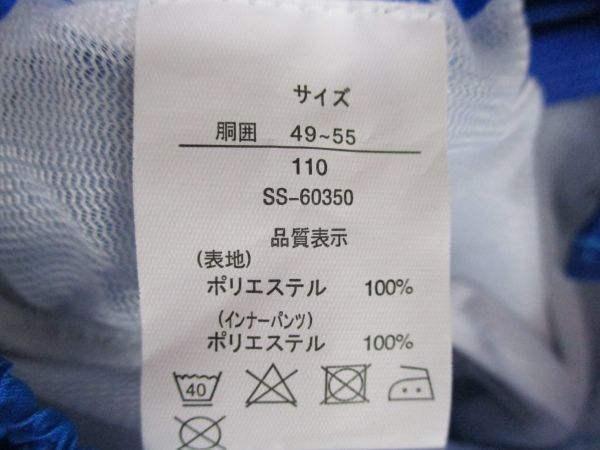 サイズ
胴囲 49~55
110
SS-60350
品質表示
(表地)
ポリエステル 100%
(インナーパンツ)
ポリエステル 100%
40